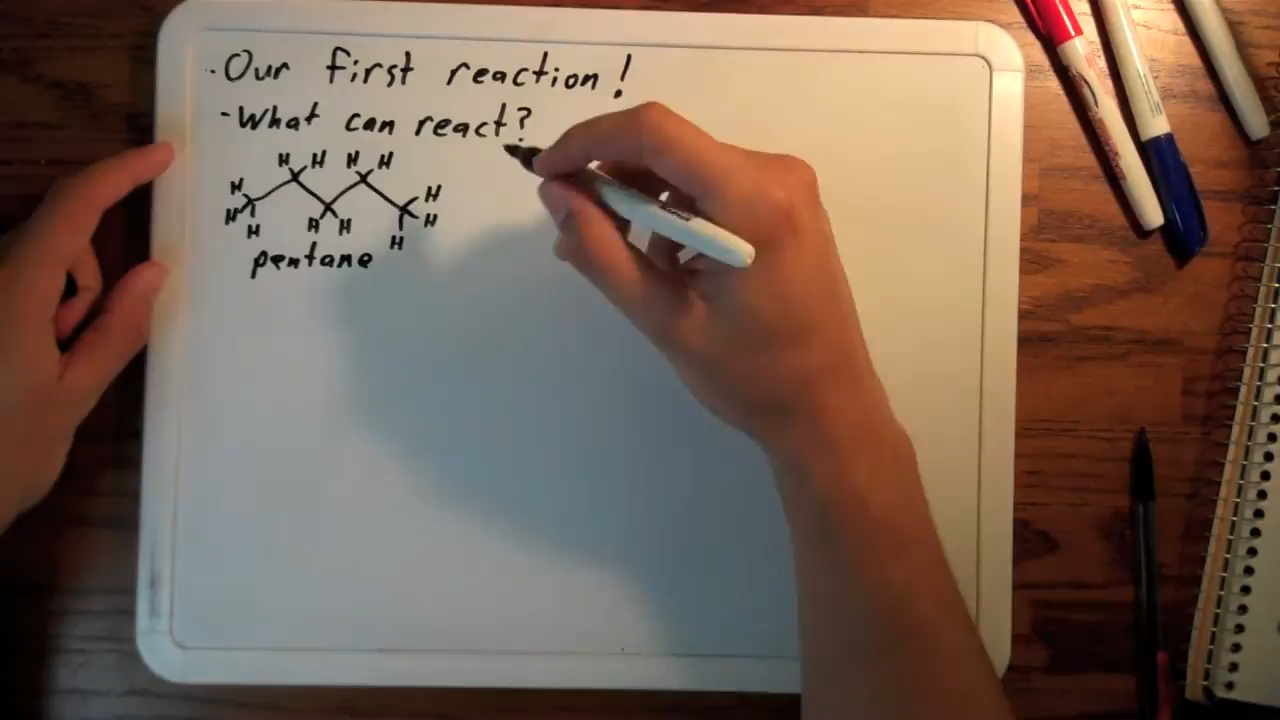 · Our first reaction!
- What can react?
H H H H
H H
H H
H H H H
H
pentane